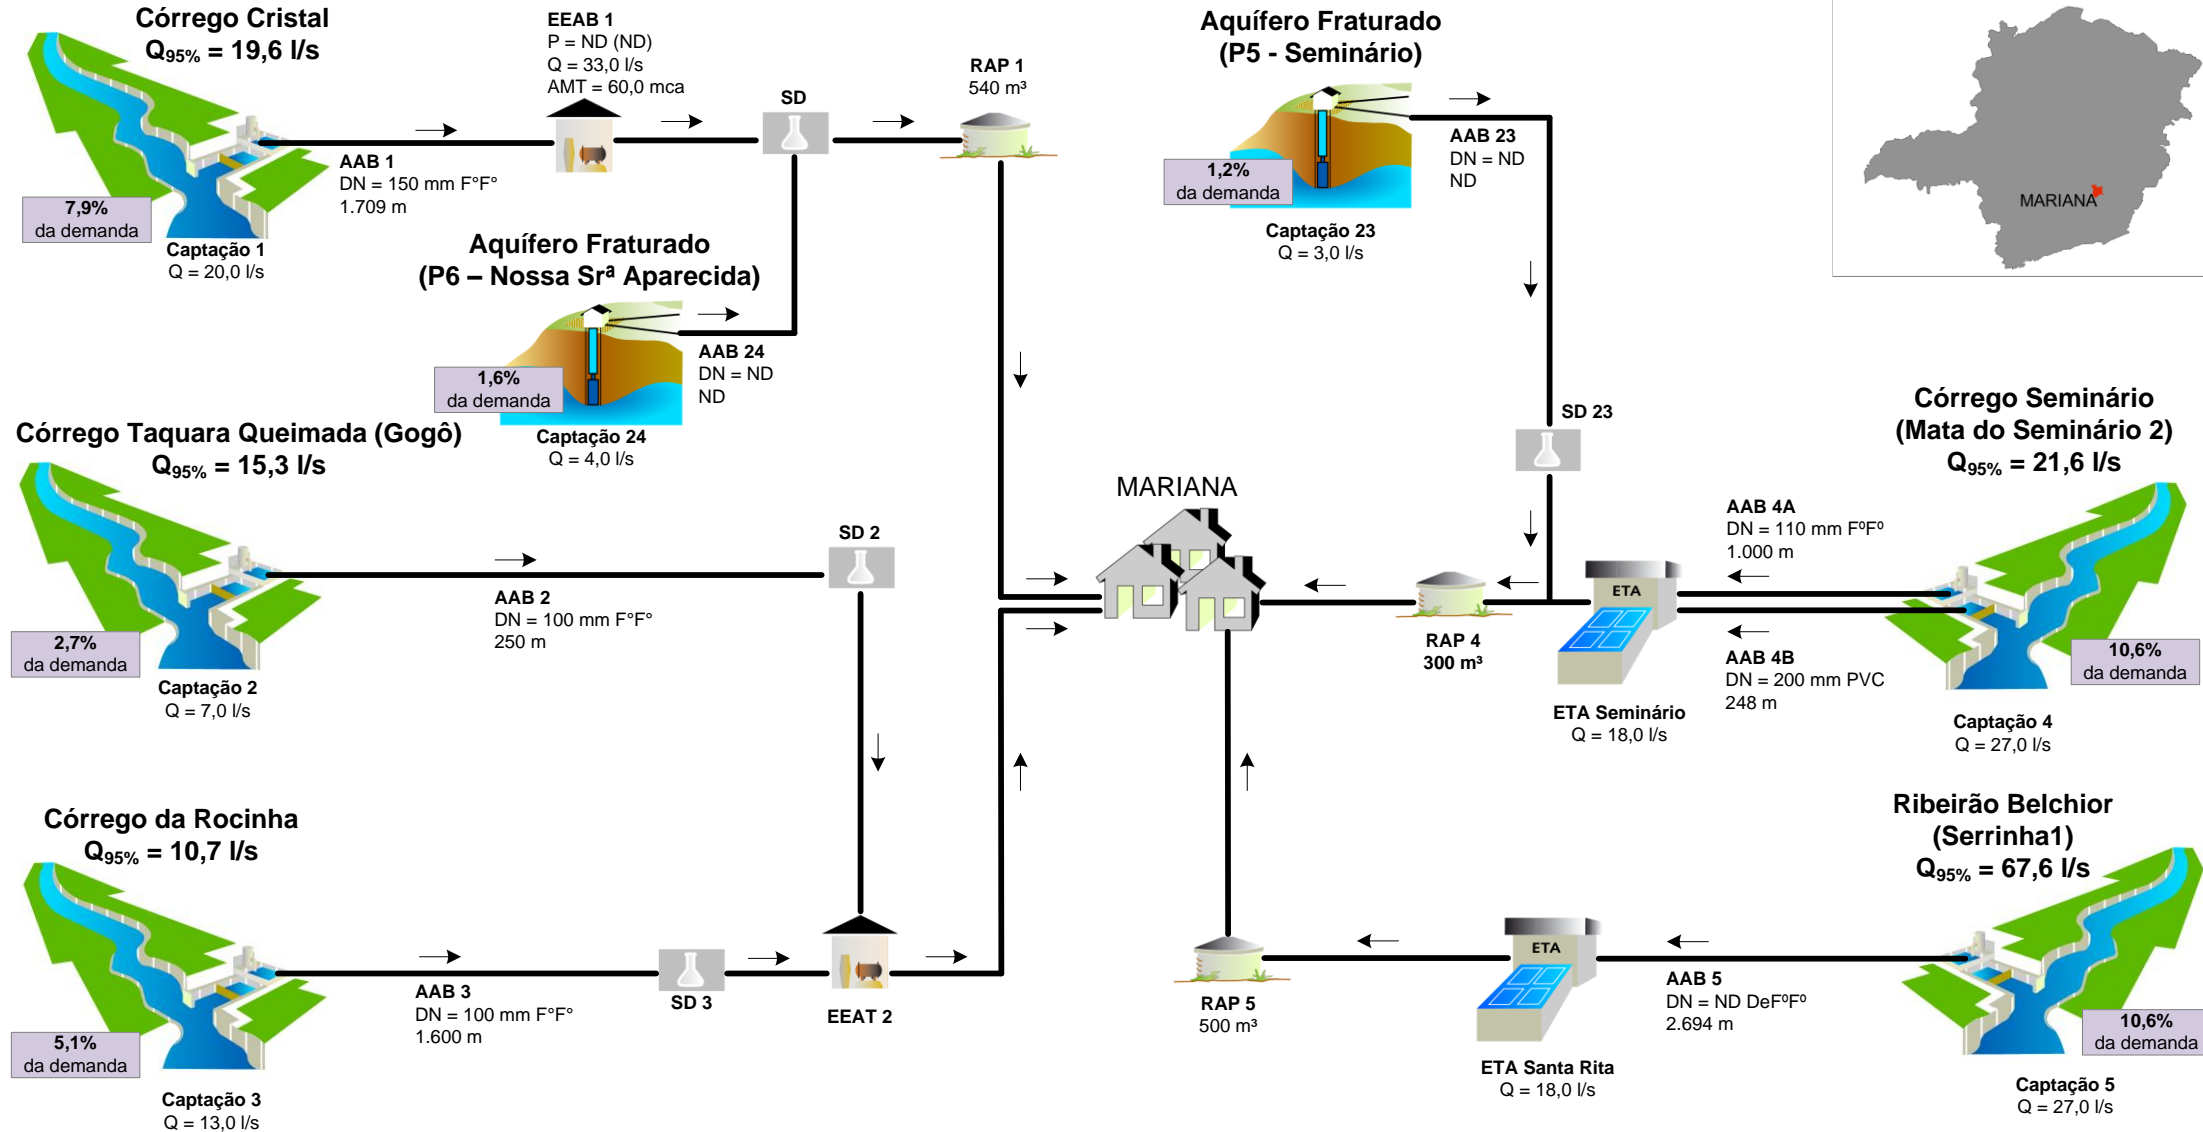 Córrego Cristal
Q95% = 19,6 l/s
7,9%
da demanda
Captação 1
Q = 20,0 l/s
AAB 1
DN = 150 mm F°F°
1.709 m
EEAB 1
P = ND (ND)
Q = 33,0 l/s
AMT = 60,0 mca
SD
RAP 1
540 m³
Aquífero Fraturado
(P6 – Nossa Srª Aparecida)
1,6%
da demanda
Captação 24
Q = 4,0 l/s
AAB 24
DN = ND
ND
Aquífero Fraturado
(P5 - Seminário)
1,2%
da demanda
Captação 23
Q = 3,0 l/s
AAB 23
DN = ND
ND
SD 23
MARIANA
Córrego Taquara Queimada (Gogô)
Q95% = 15,3 l/s
2,7%
da demanda
Captação 2
Q = 7,0 l/s
AAB 2
DN = 100 mm F°F°
250 m
SD 2
MARIANA
RAP 4
300 m³
ETA
ETA Seminário
Q = 18,0 l/s
AAB 4A
DN = 110 mm FºFº
1.000 m
AAB 4B
DN = 200 mm PVC
248 m
Córrego Seminário
(Mata do Seminário 2)
Q95% = 21,6 l/s
10,6%
da demanda
Captação 4
Q = 27,0 l/s
Córrego da Rocinha
Q95% = 10,7 l/s
5,1%
da demanda
Captação 3
Q = 13,0 l/s
AAB 3
DN = 100 mm F°F°
1.600 m
SD 3
EEAT 2
RAP 5
500 m³
ETA
ETA Santa Rita
Q = 18,0 l/s
AAB 5
DN = ND DeFºFº
2.694 m
Ribeirão Belchior
(Serrinha1)
Q95% = 67,6 l/s
10,6%
da demanda
Captação 5
Q = 27,0 l/s